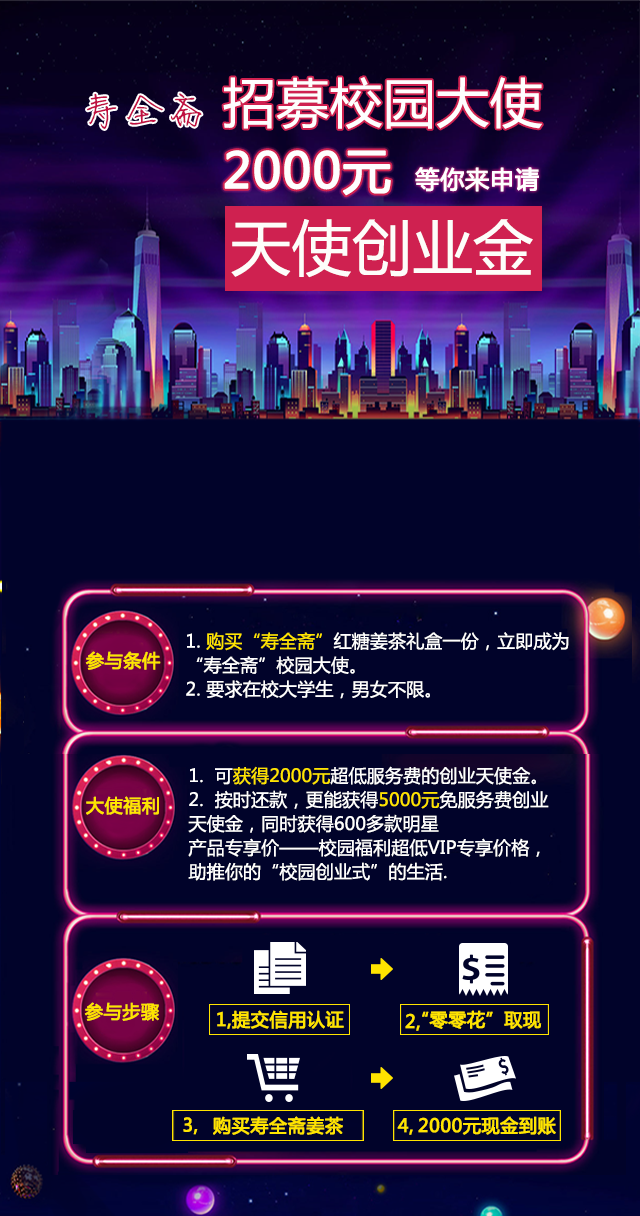 寿全斋 招募校园大使
2000元 等你来申请
天使创业金
参与条件
1. 购买“寿全斋”红糖姜茶礼盒一份，立即成为
“寿全斋”校园大使。
2. 要求在校大学生，男女不限。
大使福利
1. 可获得2000元超低服务费的创业天使金。
2. 按时还款，更能获得5000元免服务费创业
天使金，同时获得600多款明星
产品专享价——校园福利超低VIP专享价格，
助推你的“校园创业式”的生活.
参与步骤
1,提交信用认证
2,“零零花”取现
3, 购买寿全斋姜茶
4, 2000元现金到账